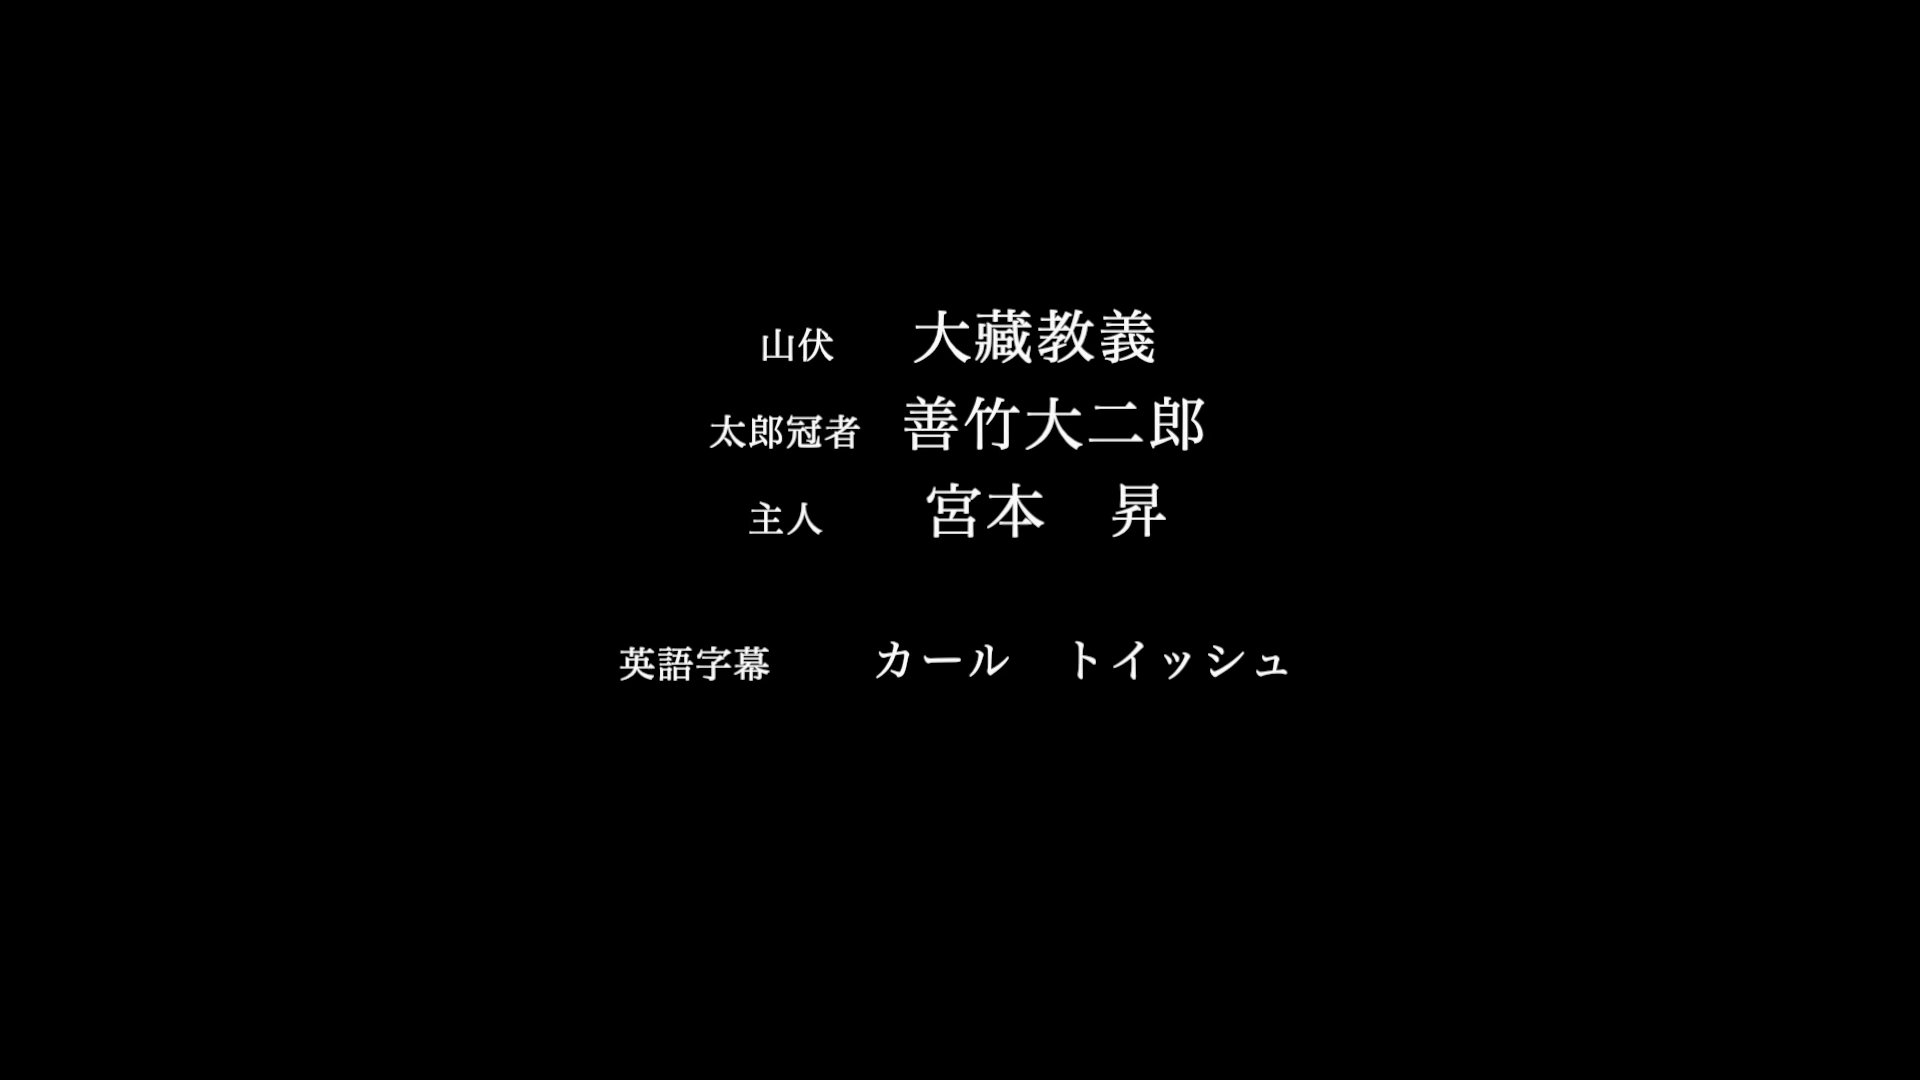 山伏　大藏教義
太郎冠者　善竹大二郎
主人　宮本　昇
英語字幕　カール　トイッシュ